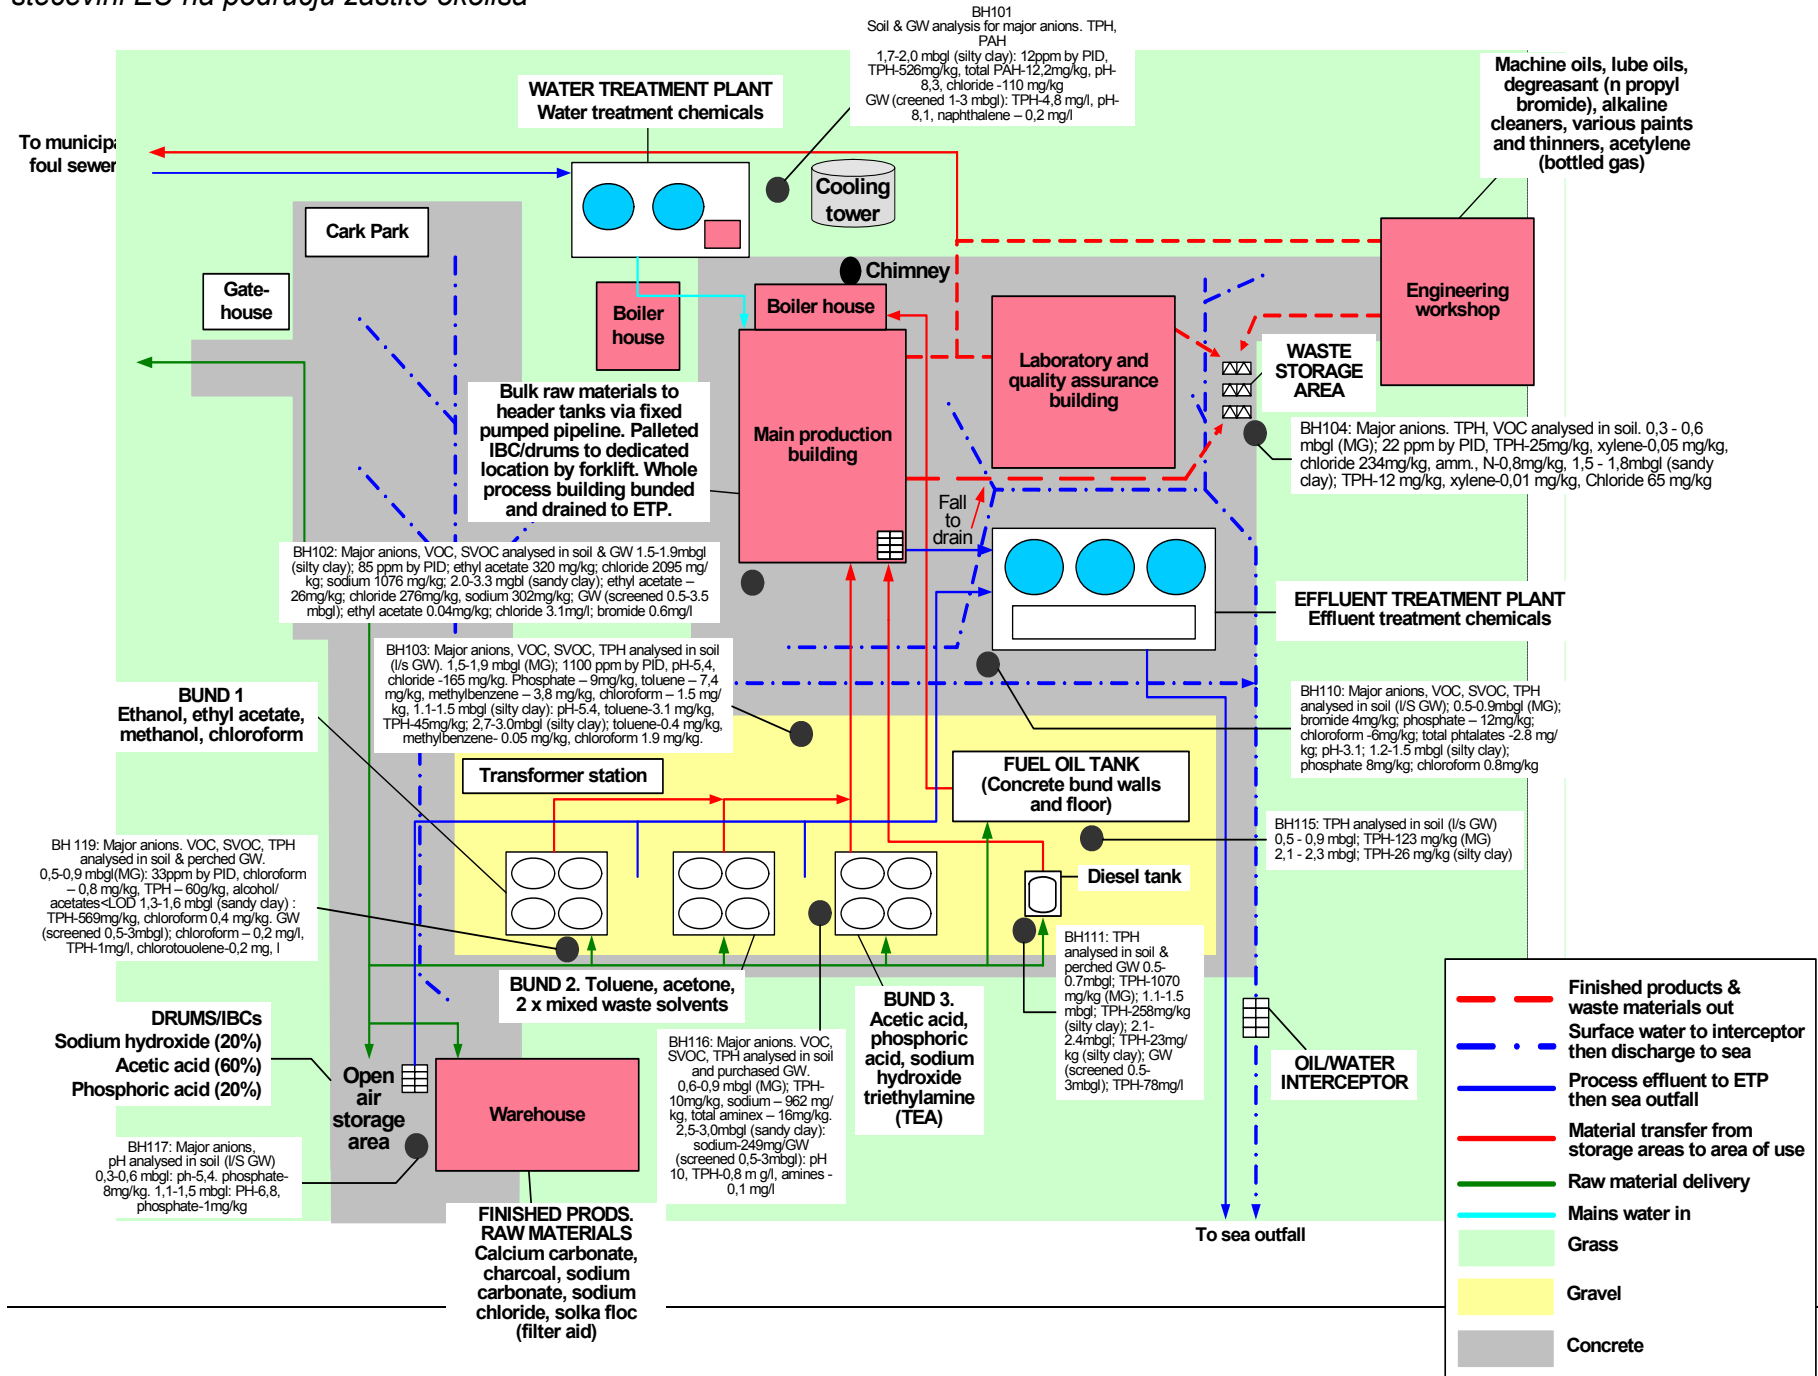 stočevini EU na području zaštite okoliša
BH101
Soil & GW analysis for major anions. TPH,
PAH
1,7-2,0 mbgl (silty clay): 12ppm by PID,
TPH-526mg/kg, total PAH-12,2mg/kg, pH-
8,3, chloride -110 mg/kg
GW (creened 1-3 mbgl): TPH-4,8 mg/l, pH-
8,1, naphthalene – 0,2 mg/l
Machine oils, lube oils,
degreasant (n propyl
bromide), alkaline
cleaners, various paints
and thinners, acetylene
(bottled gas)
WATER TREATMENT PLANT
Water treatment chemicals
To municipa
foul sewer
Cooling
tower
Cark Park
Gate-
house
Chimney
Boiler
house
Boiler house
Engineering
workshop
Laboratory and
quality assurance
building
WASTE
STORAGE
AREA
Bulk raw materials to
header tanks via fixed
pumped pipeline. Palleted
IBC/drums to dedicated
location by forklift. Whole
process building bunded
and drained to ETP.
Main production
building
BH104: Major anions. TPH, VOC analysed in soil. 0,3 - 0,6
mbgl (MG); 22 ppm by PID, TPH-25mg/kg, xylene-0,05 mg/kg,
chloride 234mg/kg, amm., N-0,8mg/kg, 1,5 - 1,8mbgl (sandy
clay); TPH-12 mg/kg, xylene-0,01 mg/kg, Chloride 65 mg/kg
Fall
to
drain
BH102: Major anions, VOC, SVOC analysed in soil & GW 1.5-1.9mbgl
(silty clay); 85 ppm by PID; ethyl acetate 320 mg/kg; chloride 2095 mg/
kg; sodium 1076 mg/kg; 2.0-3.3 mgbl (sandy clay); ethyl acetate –
26mg/kg; chloride 276mg/kg, sodium 302mg/kg; GW (screened 0.5-3.5
mbgl); ethyl acetate 0.04mg/kg; chloride 3.1mg/l; bromide 0.6mg/l
EFFLUENT TREATMENT PLANT
Effluent treatment chemicals
BH103: Major anions, VOC, SVOC, TPH analysed in soil
(l/s GW). 1,5-1,9 mbgl (MG); 1100 ppm by PID, pH-5,4,
chloride -165 mg/kg. Phosphate – 9mg/kg, toluene – 7,4
mg/kg, methylbenzene – 3,8 mg/kg, chloroform – 1.5 mg/
kg, 1.1-1.5 mbgl (silty clay): pH-5.4, toluene-3.1 mg/kg,
TPH-45mg/kg; 2,7-3.0mbgl (silty clay); toluene-0.4 mg/kg,
methylbenzene- 0.05 mg/kg, chloroform 1.9 mg/kg.
BUND 1
Ethanol, ethyl acetate,
methanol, chloroform
BH110: Major anions, VOC, SVOC, TPH
analysed in soil (l/S GW); 0.5-0.9mbgl (MG);
bromide 4mg/kg; phosphate – 12mg/kg;
chloroform -6mg/kg; total phtalates -2.8 mg/
kg; pH-3.1; 1.2-1.5 mbgl (silty clay);
phosphate 8mg/kg; chloroform 0.8mg/kg
Transformer station
FUEL OIL TANK
(Concrete bund walls
and floor)
BH115: TPH analysed in soil (l/s GW)
0,5 - 0,9 mbgl; TPH-123 mg/kg (MG)
2,1 - 2,3 mbgl; TPH-26 mg/kg (silty clay)
BH 119: Major anions. VOC, SVOC, TPH
analysed in soil & perched GW.
0,5-0,9 mbgl(MG): 33ppm by PID, chloroform
– 0,8 mg/kg, TPH – 60g/kg, alcohol/
acetates<LOD 1,3-1,6 mbgl (sandy clay) :
TPH-569mg/kg, chloroform 0,4 mg/kg. GW
(screened 0,5-3mbgl); chloroform – 0,2 mg/l,
TPH-1mg/l, chlorotouolene-0,2 mg, l
Diesel tank
BUND 2. Toluene, acetone,
2 x mixed waste solvents
BUND 3.
Acetic acid,
phosphoric
acid, sodium
hydroxide
triethylamine
(TEA)
BH111: TPH
analysed in soil &
perched GW 0.5-
0.7mbgl; TPH-1070
mg/kg (MG); 1.1-1.5
mbgl; TPH-258mg/kg
(silty clay); 2.1-
2.4mbgl; TPH-23mg/
kg (silty clay); GW
(screened 0.5-
3mbgl); TPH-78mg/l
DRUMS/IBCs
Sodium hydroxide (20%)
Acetic acid (60%)
Phosphoric acid (20%)
Open
air
storage
area
Warehouse
BH116: Major anions. VOC,
SVOC, TPH analysed in soil
and purchased GW.
0,6-0,9 mbgl (MG); TPH-
10mg/kg, sodium – 962 mg/
kg, total aminex – 16mg/kg.
2,5-3,0mbgl (sandy clay):
sodium-249mg/GW
(screened 0,5-3mbgl): pH
10, TPH-0,8 m g/l, amines -
0,1 mg/l
OIL/WATER
INTERCEPTOR
BH117: Major anions,
pH analysed in soil (l/S GW)
0,3-0,6 mbgl: ph-5,4. phosphate-
8mg/kg. 1,1-1,5 mbgl: PH-6,8,
phosphate-1mg/kg
FINISHED PRODS.
RAW MATERIALS
Calcium carbonate,
charcoal, sodium
carbonate, sodium
chloride, solka floc
(filter aid)
To sea outfall
Finished products &
waste materials out
Surface water to interceptor
then discharge to sea
Process effluent to ETP
then sea outfall
Material transfer from
storage areas to area of use
Raw material delivery
Mains water in
Grass
Gravel
Concrete